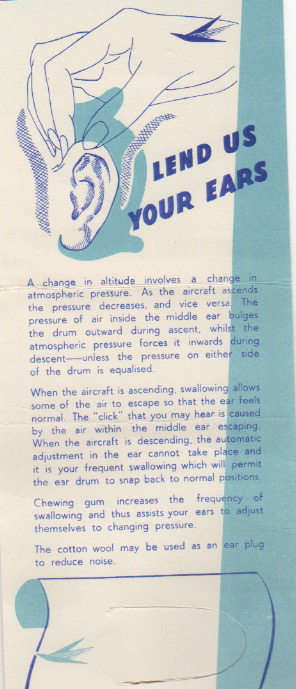 LEND US
YOUR EARS
A change in altitude involves a change in
atmospheric pressure. As the aircraft ascends
the pressure decreases, and vice versa. The
pressure of air inside the middle ear bulges
the drum outward during ascent, whilst the
atmospheric pressure forces it inwards during
descent—unless the pressure on either side
of the drum is equalised.
When the aircraft is ascending, swallowing allows
some of the air to escape so that the ear feels
normal. The "click" that you may hear is caused
by the air within the middle ear escaping.
When the aircraft is descending, the automatic
adjustment in the ear cannot take place and
it is your frequent swallowing which will permit
the ear drum to snap back to normal positions.
Chewing gum increases the frequency of
swallowing and thus assists your ears to adjust
themselves to changing pressure.
The cotton wool may be used as an ear plug
to reduce noise.